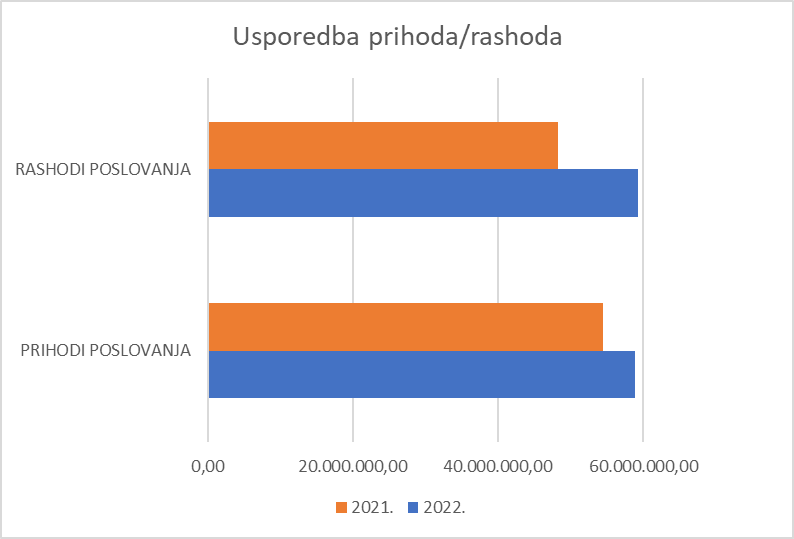 Usporedba prihoda/rashoda
RASHODI POSLOVANJA
PRIHODI POSLOVANJA
0,00 20.000.000,00 40.000.000,00 60.000.000,00
2021. 2022.